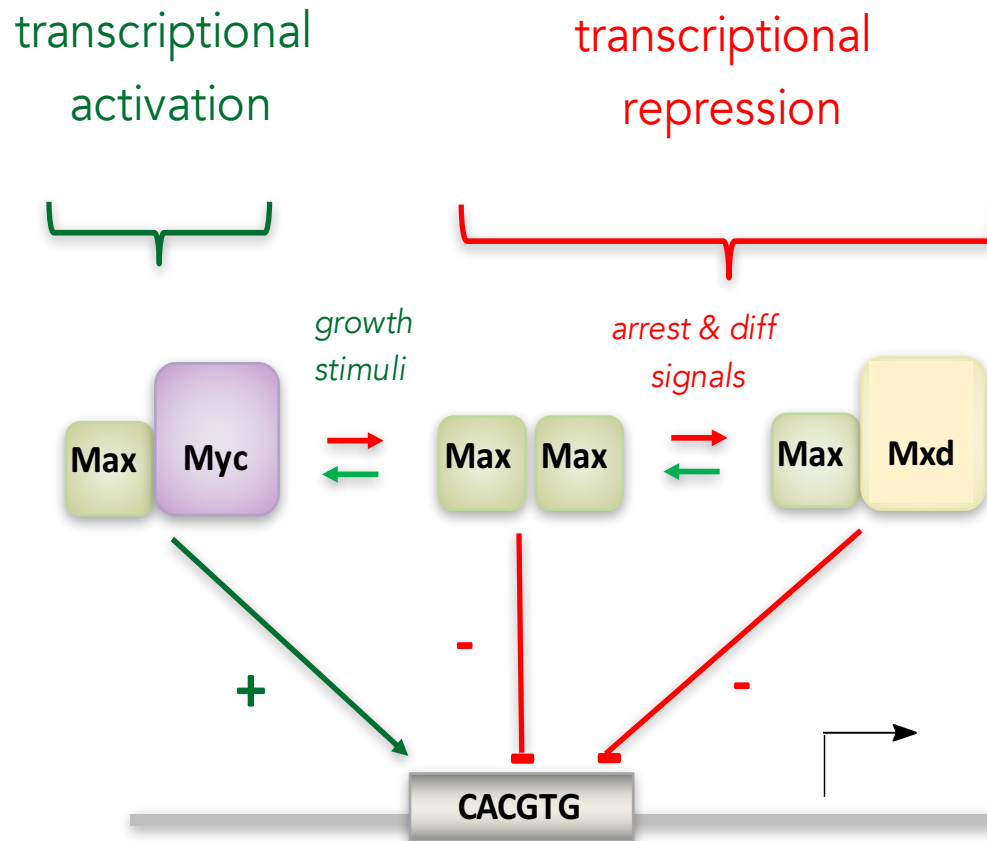 transcriptional
activation
transcriptional
repression
growth
stimuli
arrest & diff
signals
Max
Myc
Max
Max
Max
Mxd
+
-
-
CACGTG